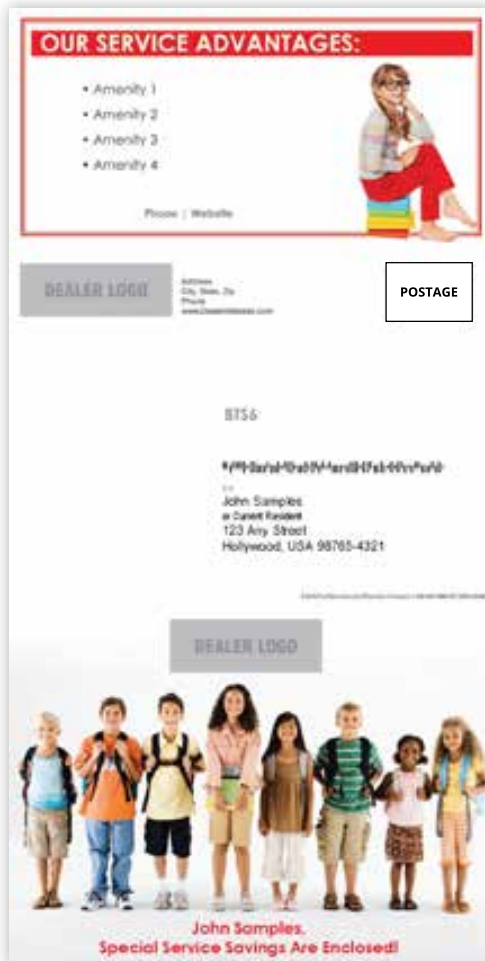 OUR SERVICE ADVANTAGES:
• Amenity 1
• Amenity 2
• Amenity 3
• Amenity 4
Phone | Website
DEALER LOGO
Address
City, State, Zip
Phone
POSTAGE
BTS6
John Samples
or Current Resident
123 Any Street
Hollywood, USA 98765-4321
DEALER LOGO
John Samples,
Special Service Savings Are Enclosed!